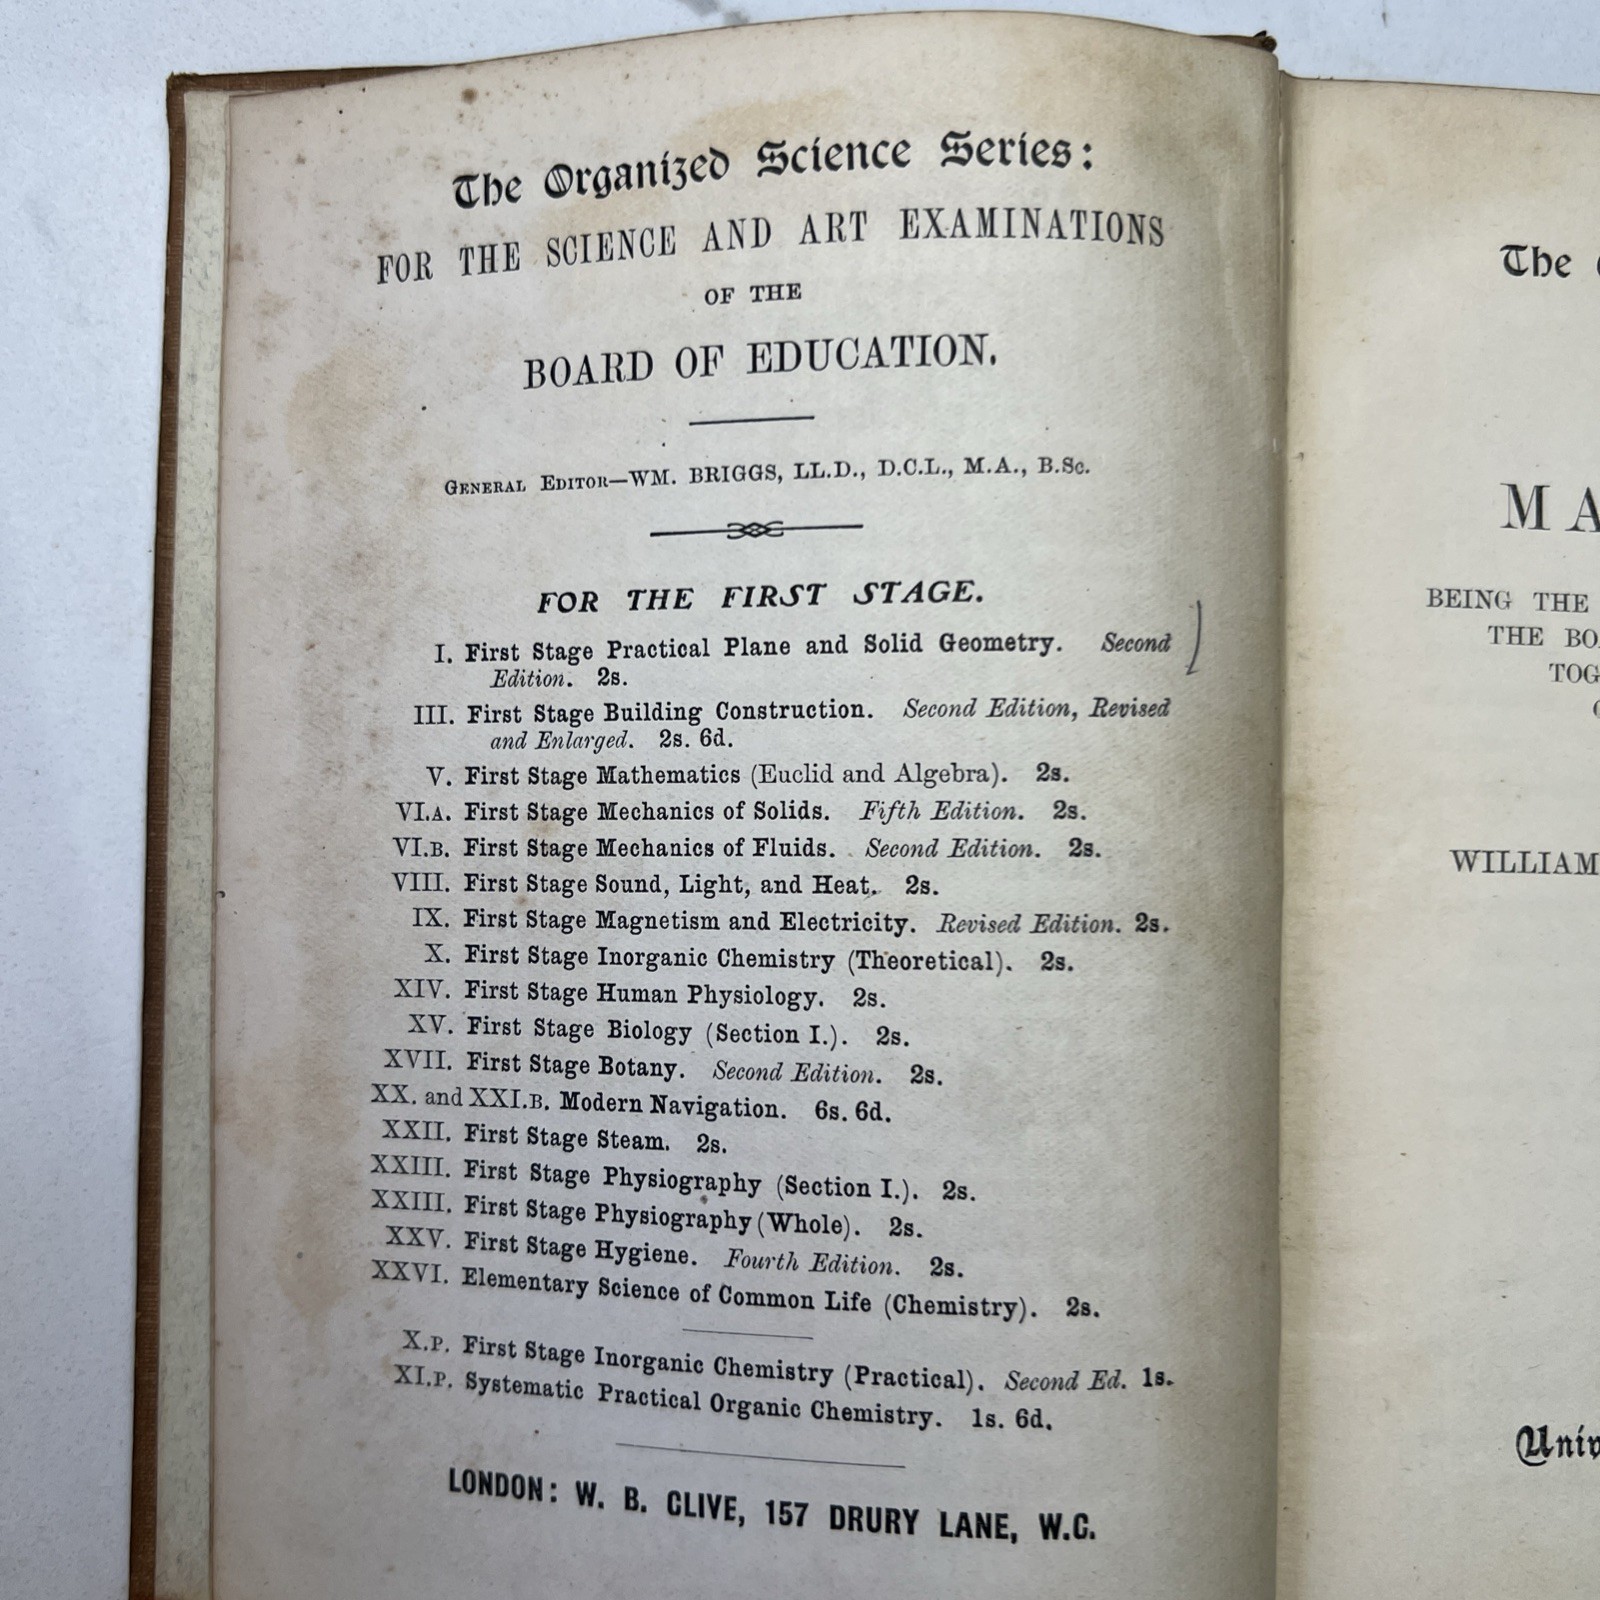 The Organized Science Series:
FOR THE SCIENCE AND ART EXAMINATIONS
OF THE
BOARD OF EDUCATION.
GENERAL EDITOR—WM. BRIGGS, LL.D., D.C.L., M.A., B.Sc.
FOR THE FIRST STAGE.
I. First Stage Practical Plane and Solid Geometry. Second
Edition. 2s.
III. First Stage Building Construction. Second Edition, Revised
and Enlarged. 2s. 6d.
V. First Stage Mathematics (Euclid and Algebra). 2s.
VI.A. First Stage Mechanics of Solids. Fifth Edition. 2s.
VI.B. First Stage Mechanics of Fluids. Second Edition. 2s.
VIII. First Stage Sound, Light, and Heat. 2s.
IX. First Stage Magnetism and Electricity. Revised Edition. 2s.
X. First Stage Inorganic Chemistry (Theoretical). 2s.
XIV. First Stage Human Physiology. 2s.
XV. First Stage Biology (Section I.). 2s.
XVII. First Stage Botany. Second Edition. 2s.
XX. and XXI.B. Modern Navigation. 6s. 6d.
XXII. First Stage Steam. 2s.
XXIII. First Stage Physiography (Section I.). 2s.
XXIII. First Stage Physiography (Whole). 2s.
XXV. First Stage Hygiene. Fourth Edition. 2s.
XXVI. Elementary Science of Common Life (Chemistry). 2s.
X.P. First Stage Inorganic Chemistry (Practical). Second Ed. 1s.
XI.P. Systematic Practical Organic Chemistry. 1s. 6d.
LONDON: W. B. CLIVE, 157 DRURY LANE, W.C.
The
MA
BEING THE
THE BO
TOG
WILLIAM
Univ